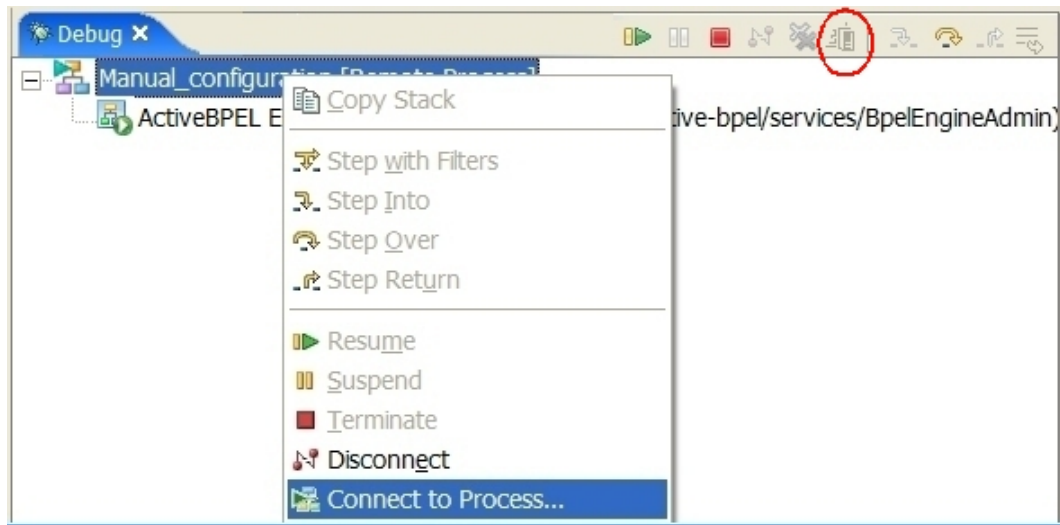 Debug
Manual_configuration [Remote Process]
ActiveBPEL E
ive-bpel/services/BpelEngineAdmin)
Copy Stack
Step with Filters
Step Into
Step Over
Step Return
Resume
Suspend
Terminate
Disconnect
Connect to Process...